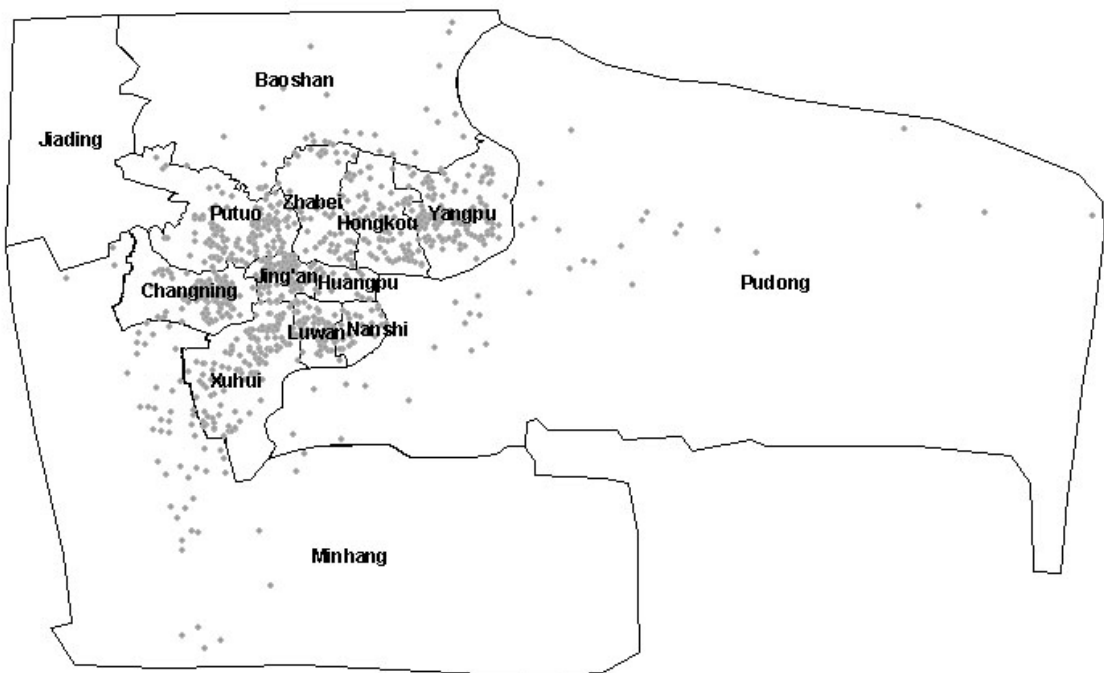 Baoshan
Jiading
Zhabei
Putuo
Hongkou
Yangpu
Jing'an
Huangpu
Changning
Pudong
Luwan
Nanshi
Xuhui
Minhang